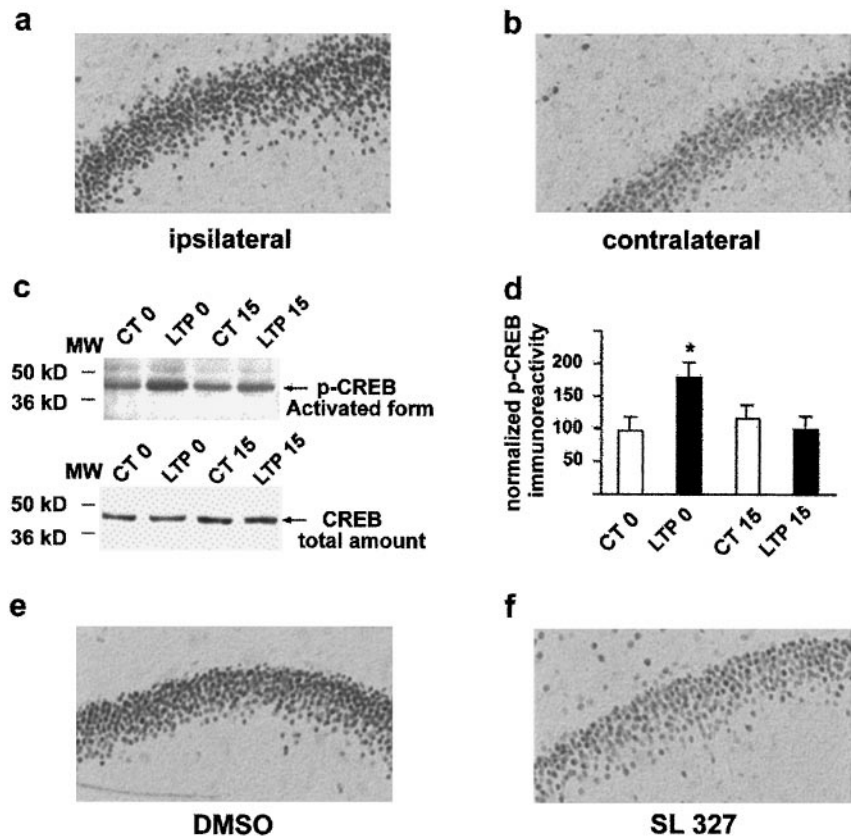 a
b
ipsilateral
contralateral
c
CT 0 LTP 0 CT 15 LTP 15
MW
50 kD
36 kD
p-CREB
Activated form
CT 0 LTP 0 CT 15 LTP 15
MW
50 kD
36 kD
CREB
total amount
d
normalized p-CREB
immunoreactivity
*
200
150
100
50
CT 0 LTP 0 CT 15 LTP 15
e
f
DMSO
SL 327